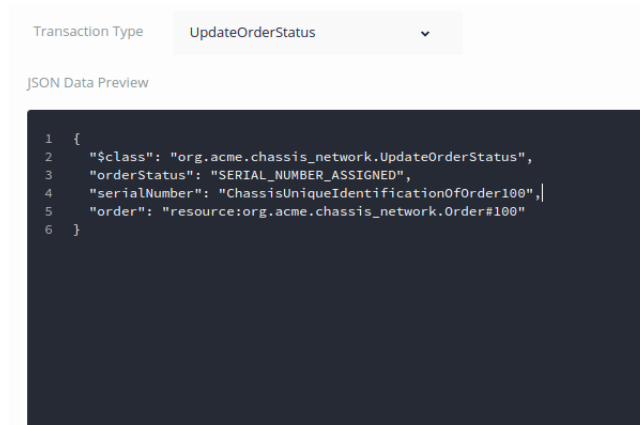 Transaction Type UpdateOrderStatus
JSON Data Preview
1 {
2 "$class": "org.acme.chassis_network.UpdateOrderStatus",
3 "orderStatus": "SERIAL_NUMBER_ASSIGNED",
4 "serialNumber": "ChassisUniqueIdentificationOfOrder100",
5 "order": "resource:org.acme.chassis_network.Order#100"
6 }